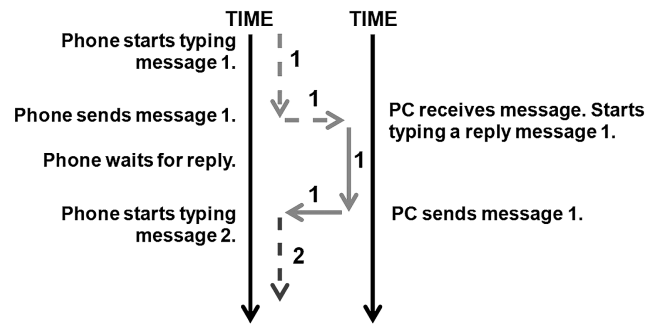 TIME TIME
Phone starts typing
message 1.
1
1
Phone sends message 1.
PC receives message. Starts
typing a reply message 1.
Phone waits for reply.
1
1
Phone starts typing
message 2.
PC sends message 1.
2